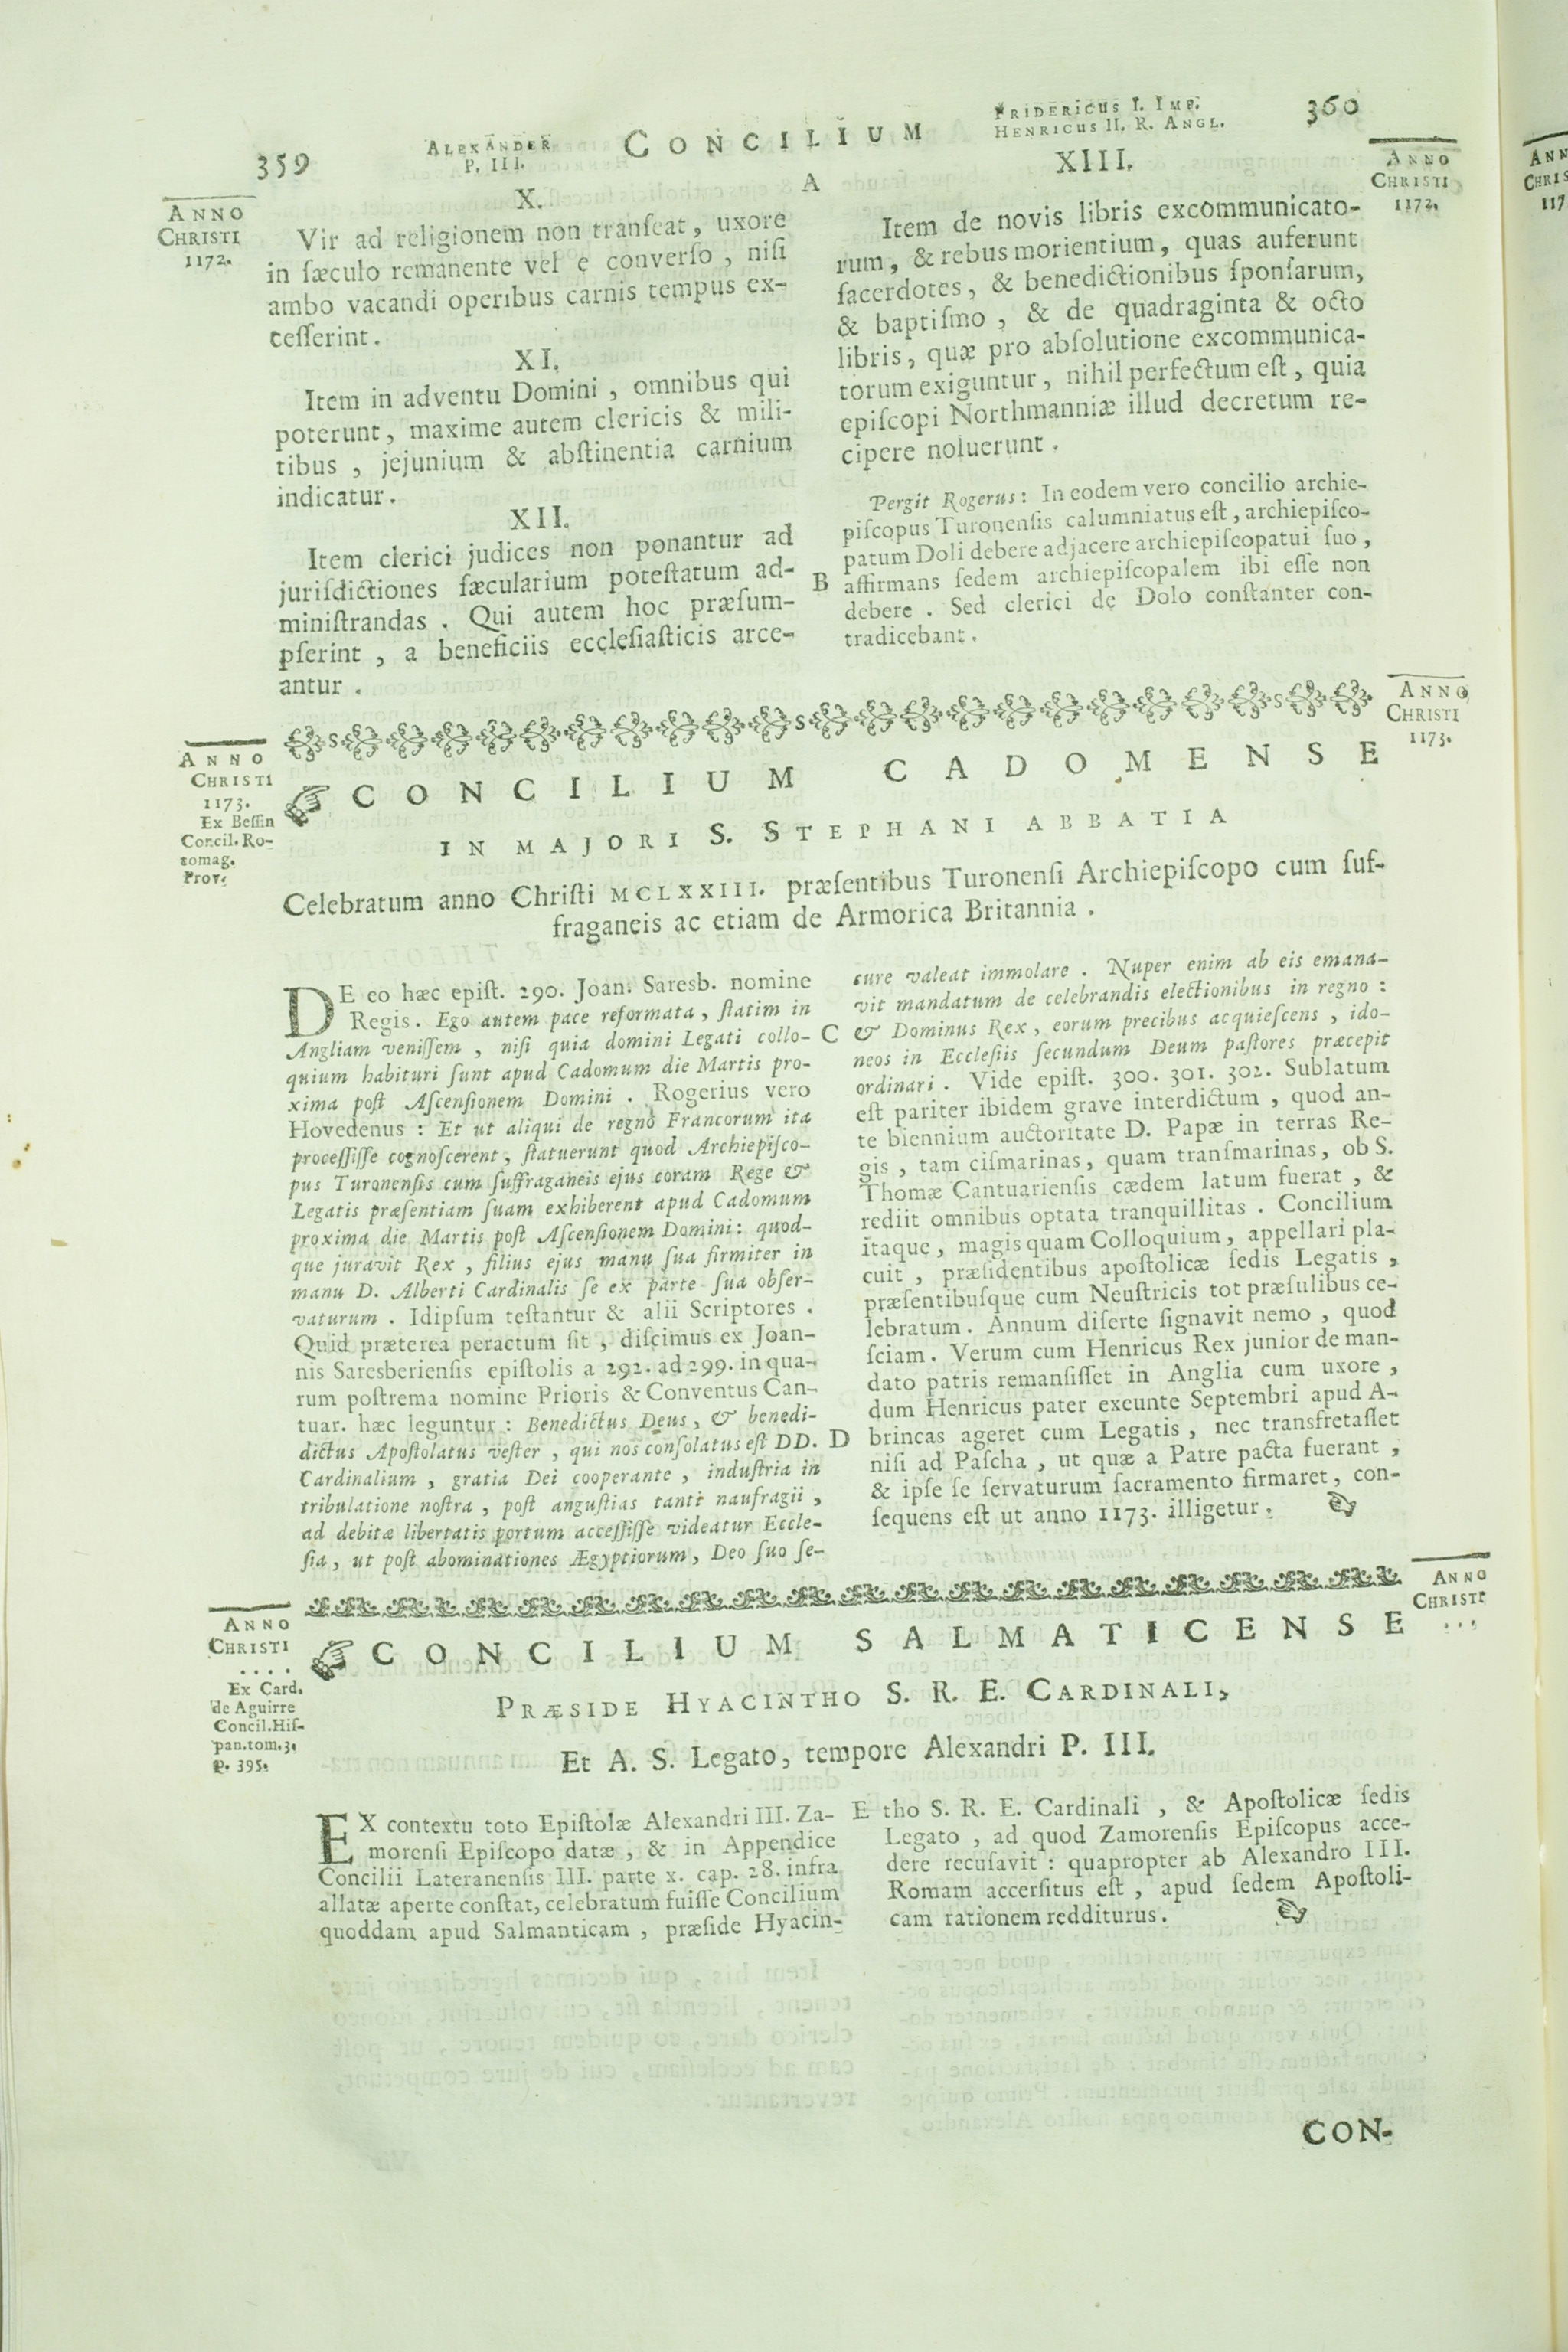 359
ALEXANDER
P. III.
CONCILIUM
FRIDERICUS I. IMP.
HENRICUS II. R. ANGL.
360
ANNO
CHRISTI
1172.
X.
Vir ad religionem non tranſeat, uxore
in ſæculo remanente vel e converſo, niſi
ambo vacandi operibus carnis tempus ex-
ceſſerint.
XI.
Item in adventu Domini, omnibus qui
poterunt, maxime autem clericis & mili-
tibus, jejunium & abſtinentia carnium
indicatur.
XII.
Item clerici judices non ponantur ad
juriſdictiones ſæcularium poteſtatum ad-
miniſtrandas. Qui autem hoc præſum-
pſerint, a beneficiis eccleſiaſticis arce-
antur.
A
B
XIII.
Item de novis libris excommunicato-
rum, & rebus morientium, quas auferunt
ſacerdotes, & benedictionibus ſponſarum,
& baptiſmo, & de quadraginta & octo
libris, quæ pro abſolutione excommunica-
torum exiguntur, nihil perfectum eſt, quia
epiſcopi Northmanniæ illud decretum re-
cipere noluerunt.
Pergit Rogerus: In eodem vero concilio archie-
piſcopus Turonenſis calumniatus eſt, archiepiſco-
patum Doli debere adjacere archiepiſcopatui ſuo,
affirmans ſedem archiepiſcopalem ibi eſſe non
debere. Sed clerici de Dolo conſtanter con-
tradicebant.
ANNO
CHRISTI
1172.
ANNO
CHRISTI
1173.
Ex Beſſin
Concil. Ro-
tomag.
Prov.
ANNO
CHRISTI
1173.
CONCILIUM CADOMENSE
IN MAJORI S. STEPHANI ABBATIA
Celebratum anno Chriſti MCLXXIII. præſentibus Turonenſi Archiepiſcopo cum ſuf-
fraganeis ac etiam de Armorica Britannia.
DE eo hæc epiſt. 290. Joan. Saresb. nomine
Regis. Ego autem pace reformata, ſtatim in
Angliam veniſſem, niſi quia domini Legati collo-
quium habituri ſunt apud Cadomum die Martis pro-
xima poſt Aſcenſionem Domini. Rogerius vero
Hovedenus: Et ut aliqui de regno Francorum ita
proceſſiſſe cognoſcerent, ſtatuerunt quod Archiepiſco-
pus Turonenſis cum ſuffraganeis ejus coram Rege &
Legatis præſentiam ſuam exhiberent apud Cadomum
proxima die Martis poſt Aſcenſionem Domini: quod-
que juravit Rex, filius ejus manu ſua firmiter in
manu D. Alberti Cardinalis ſe ex parte ſua obſer-
vaturum. Idipſum teſtantur & alii Scriptores.
Quid præterea peractum ſit, diſcimus ex Joan-
nis Saresberienſis epiſtolis a 292. ad 299. in qua-
rum poſtrema nomine Prioris & Conventus Can-
tuar. hæc leguntur: Benedictus Deus, & benedi-
dictus Apoſtolatus veſter, qui nos conſolatus eſt DD.
Cardinalium, gratia Dei cooperante, induſtria in
tribulatione noſtra, poſt anguſtias tanti naufragii,
ad debitæ libertatis portum acceſſiſſe videatur Eccle-
ſia, ut poſt abominationes Ægyptiorum, Deo ſuo ſe-
C
D
cure valeat immolare. Nuper enim ab eis emana-
vit mandatum de celebrandis electionibus in regno:
& Dominus Rex, eorum precibus acquieſcens, ido-
neos in Eccleſiis ſecundum Deum paſtores præcepit
ordinari. Vide epiſt. 300. 301. 302. Sublatum
eſt pariter ibidem grave interdictum, quod an-
te biennium auctoritate D. Papæ in terras Re-
gis, tam ciſmarinas, quam tranſmarinas, ob S.
Thomæ Cantuarienſis cædem latum fuerat, &
rediit omnibus optata tranquillitas. Concilium
itaque, magis quam Colloquium, appellari pla-
cuit, præſidentibus apoſtolicæ ſedis Legatis,
præſentibuſque cum Neuſtricis tot præſulibus ce-
lebratum. Annum diſerte ſignavit nemo, quod
ſciam. Verum cum Henricus Rex junior de man-
dato patris remanſiſſet in Anglia cum uxore,
dum Henricus pater exeunte Septembri apud A-
brincas ageret cum Legatis, nec transfretaſſet
niſi ad Paſcha, ut quæ a Patre pacta fuerant,
& ipſe ſe ſervaturum ſacramento firmaret, con-
ſequens eſt ut anno 1173. illigetur.
ANNO
CHRISTI
....
Ex Card.
de Aguirre
Concil. Hiſ-
pan. tom. 3.
p. 395.
ANNO
CHRISTI
...
CONCILIUM SALMATICENSE
PRÆSIDE HYACINTHO S. R. E. CARDINALI,
Et A. S. Legato, tempore Alexandri P. III.
EX contextu toto Epiſtolæ Alexandri III. Za-
morenſi Epiſcopo datæ, & in Appendice
Concilii Lateranenſis III. parte x. cap. 28. infra
allatæ aperte conſtat, celebratum fuiſſe Concilium
quoddam apud Salmanticam, præſide Hyacin-
E
tho S. R. E. Cardinali, & Apoſtolicæ ſedis
Legato, ad quod Zamorenſis Epiſcopus acce-
dere recuſavit: quapropter ab Alexandro III.
Romam accerſitus eſt, apud ſedem Apoſtoli-
cam rationem redditurus.
CON-